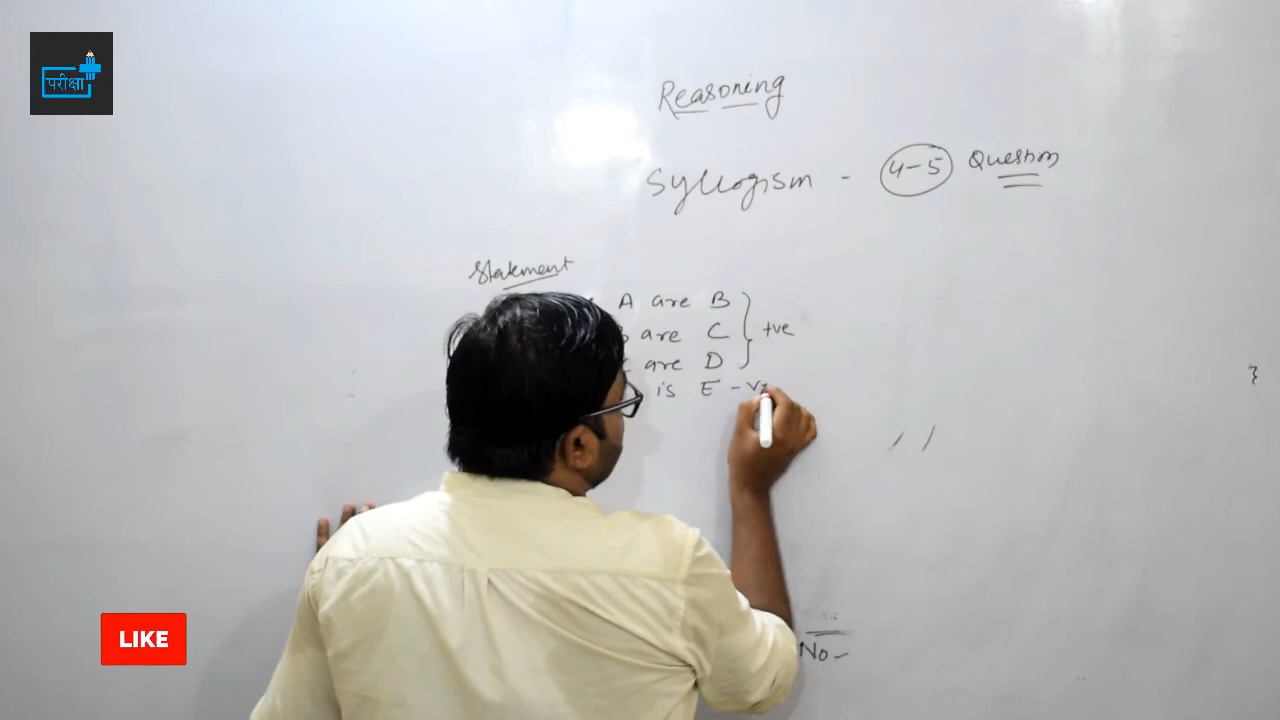 परीक्षा
Reasoning
Syllogism - 4-5 Question
Statement
A are B
are C +ve
are D
is E -ve
No-
LIKE